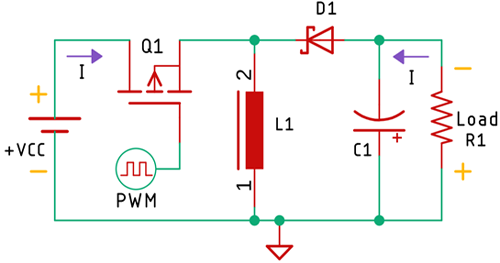 D1
Q1
I
I
+
−
2
+VCC
L1
Load
R1
C1
+
−
1
+
PWM